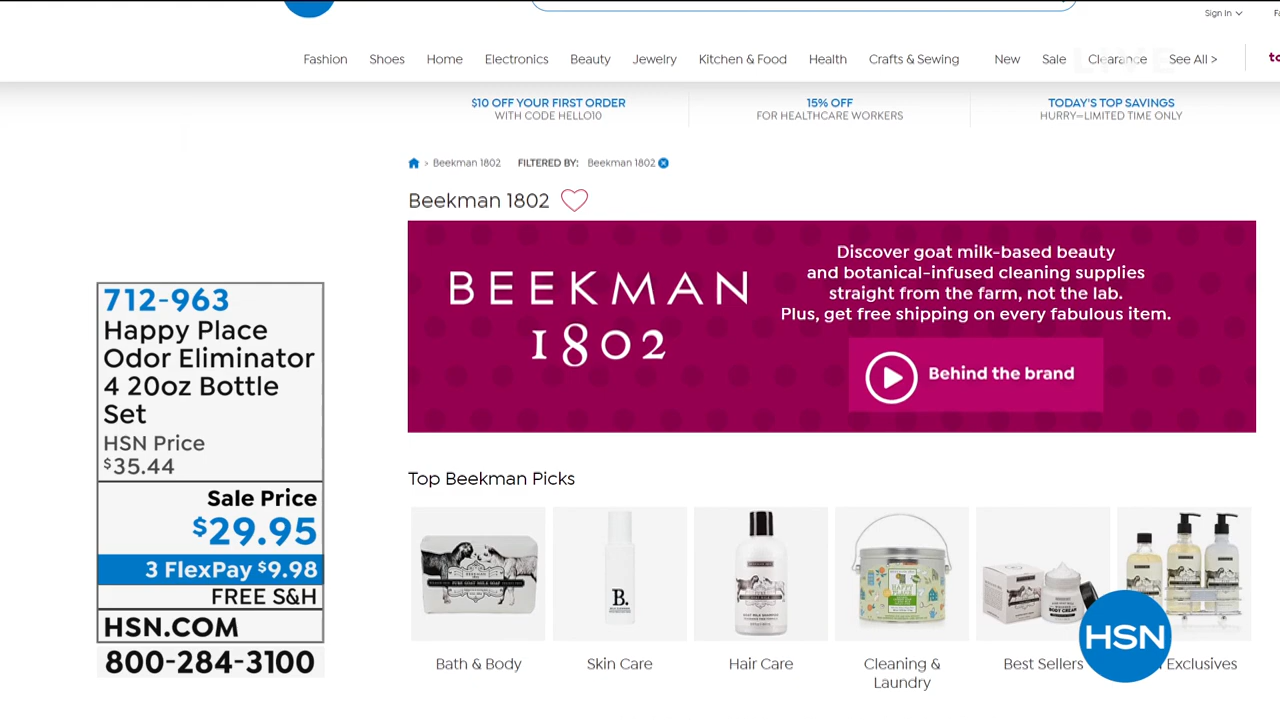 Sign In
Fashion
Shoes
Home
Electronics
Beauty
Jewelry
Kitchen & Food
Health
Crafts & Sewing
New
Sale
Clearance
See All >
LIVE
$10 OFF YOUR FIRST ORDER
WITH CODE HELLO10
15% OFF
FOR HEALTHCARE WORKERS
TODAY'S TOP SAVINGS
HURRY=LIMITED TIME ONLY
> Beekman 1802 FILTERED BY: Beekman 1802
Beekman 1802
BEEKMAN
1802
Discover goat milk-based beauty
and botanical-infused cleaning supplies
straight from the farm, not the lab.
Plus, get free shipping on every fabulous item.
Behind the brand
712-963
Happy Place
Odor Eliminator
4 20oz Bottle
Set
HSN Price
$35.44
Sale Price
$29.95
3 FlexPay $9.98
FREE S&H
HSN.COM
800-284-3100
Top Beekman Picks
B.
BODY CREAM
Bath & Body
Skin Care
Hair Care
Cleaning &
Laundry
Best Sellers
Exclusives
HSN